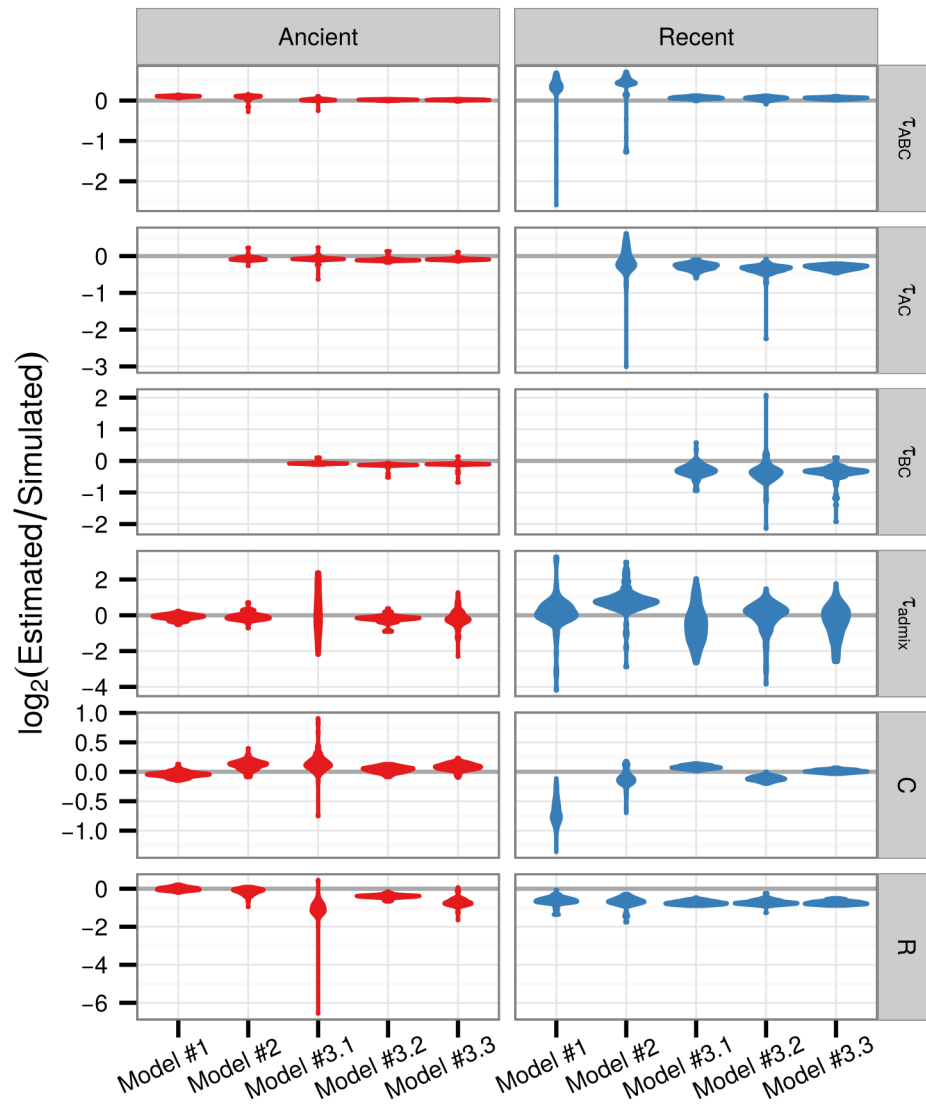 Ancient Recent
0
−1
−2
τABC
0
−1
−2
−3
τAC
2
1
0
−1
−2
τBC
2
0
−2
−4
τadmix
1.0
0.5
0.0
−0.5
−1.0
C
0
−2
−4
−6
R
log2(Estimated/Simulated)
Model #1 Model #2 Model #3.1 Model #3.2 Model #3.3 Model #1 Model #2 Model #3.1 Model #3.2 Model #3.3